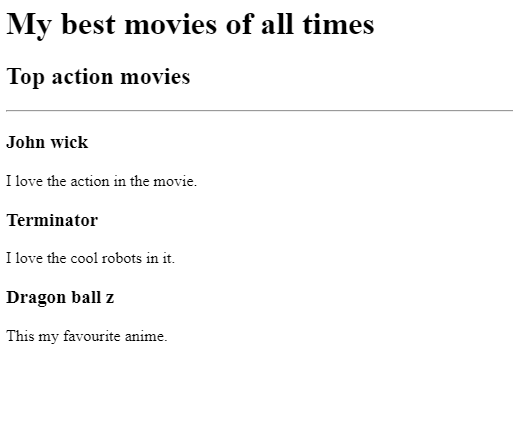 My best movies of all times
Top action movies
John wick
I love the action in the movie.
Terminator
I love the cool robots in it.
Dragon ball z
This my favourite anime.